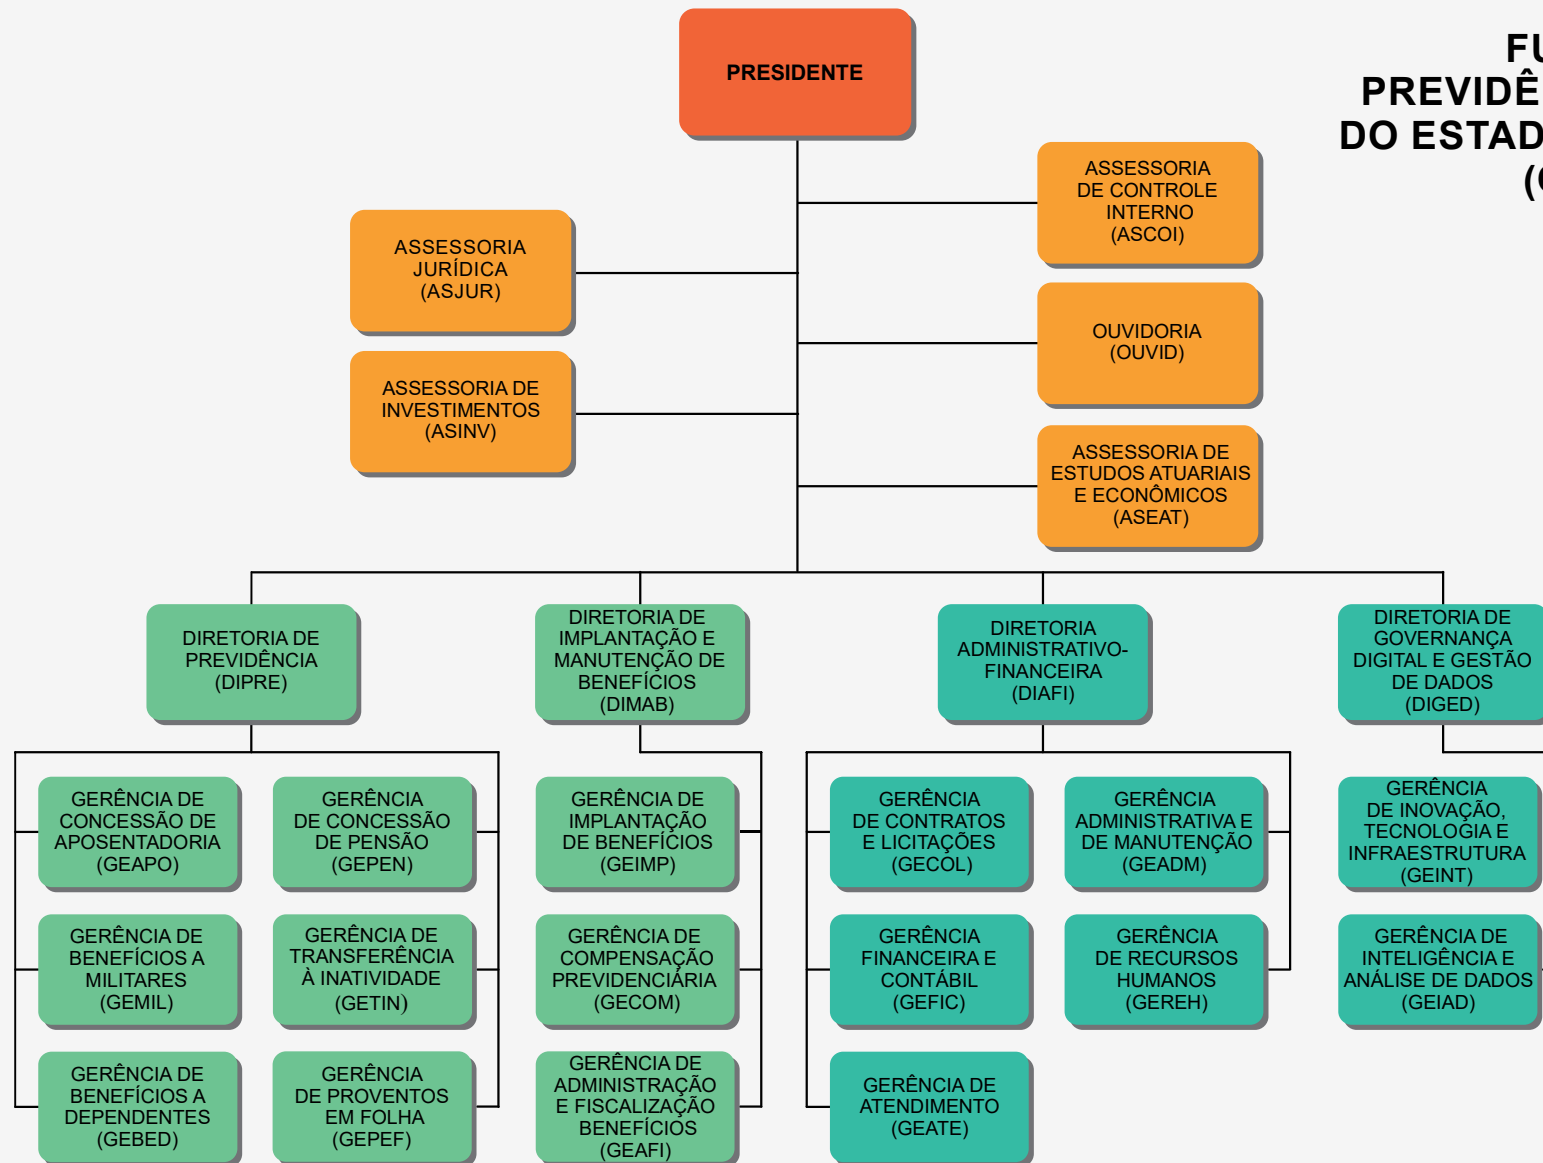 PRESIDENTE
PREVIDÊ
DO ESTAD
ASSESSORIA
DE CONTROLE
INTERNO
(ASCOI)
ASSESSORIA
JURÍDICA
(ASJUR)
OUVIDORIA
(OUVID)
ASSESSORIA DE
INVESTIMENTOS
(ASINV)
ASSESSORIA DE
ESTUDOS ATUARIAIS
E ECONÔMICOS
(ASEAT)
DIRETORIA DE
PREVIDÊNCIA
(DIPRE)
DIRETORIA DE
IMPLANTAÇÃO E
MANUTENÇÃO DE
BENEFÍCIOS
(DIMAB)
DIRETORIA
ADMINISTRATIVO-
FINANCEIRA
(DIAFI)
DIRETORIA DE
GOVERNANÇA
DIGITAL E GESTÃO
DE DADOS
(DIGED)
GERÊNCIA DE
CONCESSÃO DE
APOSENTADORIA
(GEAPO)
GERÊNCIA
DE CONCESSÃO
DE PENSÃO
(GEPEN)
GERÊNCIA DE
IMPLANTAÇÃO
DE BENEFÍCIOS
(GEIMP)
GERÊNCIA
DE CONTRATOS
E LICITAÇÕES
(GECOL)
GERÊNCIA
ADMINISTRATIVA E
DE MANUTENÇÃO
(GEADM)
GERÊNCIA
DE INOVAÇÃO,
TECNOLOGIA E
INFRAESTRUTURA
(GEINT)
GERÊNCIA DE
BENEFÍCIOS A
MILITARES
(GEMIL)
GERÊNCIA DE
TRANSFERÊNCIA
À INATIVIDADE
(GETIN)
GERÊNCIA DE
COMPENSAÇÃO
PREVIDENCIÁRIA
(GECOM)
GERÊNCIA
FINANCEIRA E
CONTÁBIL
(GEFIC)
GERÊNCIA
DE RECURSOS
HUMANOS
(GEREH)
GERÊNCIA DE
INTELIGÊNCIA E
ANÁLISE DE DADOS
(GEIAD)
GERÊNCIA DE
BENEFÍCIOS A
DEPENDENTES
(GEBED)
GERÊNCIA
DE PROVENTOS
EM FOLHA
(GEPEF)
GERÊNCIA DE
ADMINISTRAÇÃO
E FISCALIZAÇÃO
BENEFÍCIOS
(GEAFI)
GERÊNCIA DE
ATENDIMENTO
(GEATE)